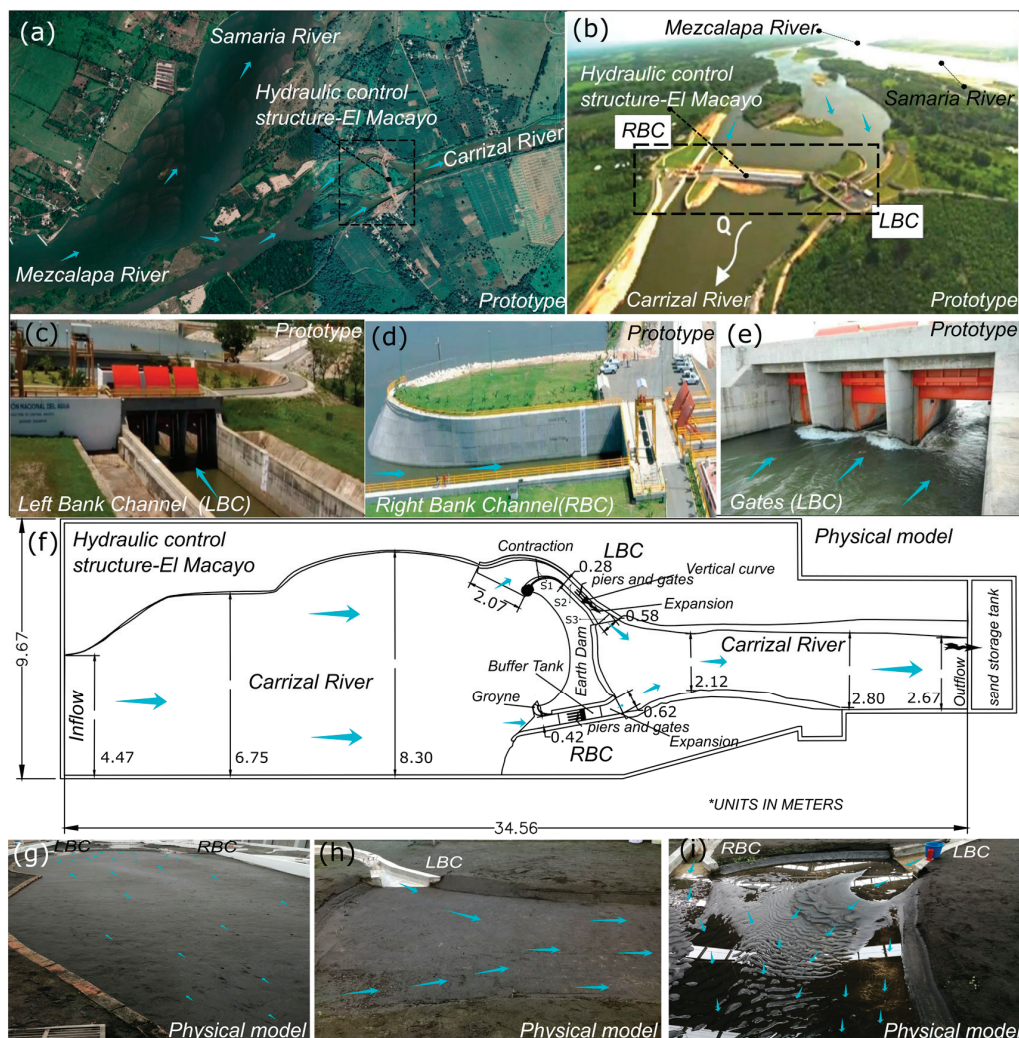 (a)
Samaria River
Hydraulic control
structure-El Macayo
Carrizal River
Mezcalapa River
Prototype
(b)
Mezcalapa River
Hydraulic control
structure-El Macayo
Samaria River
RBC
LBC
Q
Carrizal River
Prototype
(c)
Prototype
NACIONAL DEL AGUA
Left Bank Channel (LBC)
(d)
Prototype
Right Bank Channel(RBC)
(e)
Prototype
Gates (LBC)
(f)
Hydraulic control
structure-El Macayo
Physical model
Contraction
LBC
0.28
piers and gates
Vertical curve
S1
S2
S3
Expansion
2.07
0.58
9.67
Earth Dam
Carrizal River
Buffer Tank
Carrizal River
Groyne
Inflow
Outflow
sand storage tank
2.12
2.80
2.67
0.62
0.42
piers and gates
Expansion
RBC
4.47
6.75
8.30
*UNITS IN METERS
34.56
(g)
LBC
RBC
Physical model
(h)
LBC
Physical model
(i)
RBC
LBC
Physical model